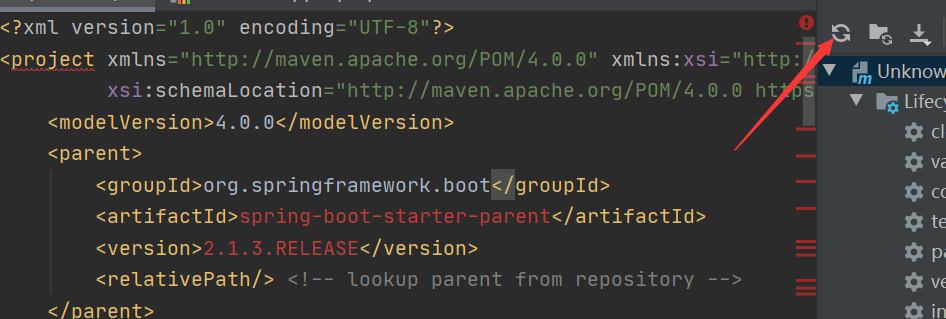 <?xml version="1.0" encoding="UTF-8"?>
<project xmlns="http://maven.apache.org/POM/4.0.0" xmlns:xsi="http:/
xsi:schemaLocation="http://maven.apache.org/POM/4.0.0 https
<modelVersion>4.0.0</modelVersion>
<parent>
<groupId>org.springframework.boot</groupId>
<artifactId>spring-boot-starter-parent</artifactId>
<version>2.1.3.RELEASE</version>
<relativePath/> <!-- lookup parent from repository -->
</parent>
Unknow
Lifecy
cl
va
co
te
pa
ve
in